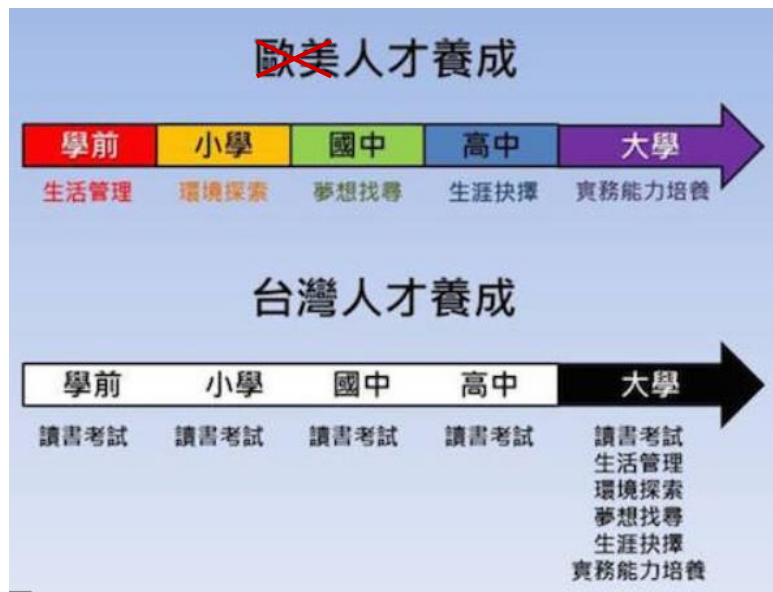 歐美人才養成
學前 小學 國中 高中 大學
生活管理 環境探索 夢想找尋 生涯抉擇 實務能力培養
台灣人才養成
學前 小學 國中 高中 大學
讀書考試 讀書考試 讀書考試 讀書考試 讀書考試
生活管理
環境探索
夢想找尋
生涯抉擇
實務能力培養